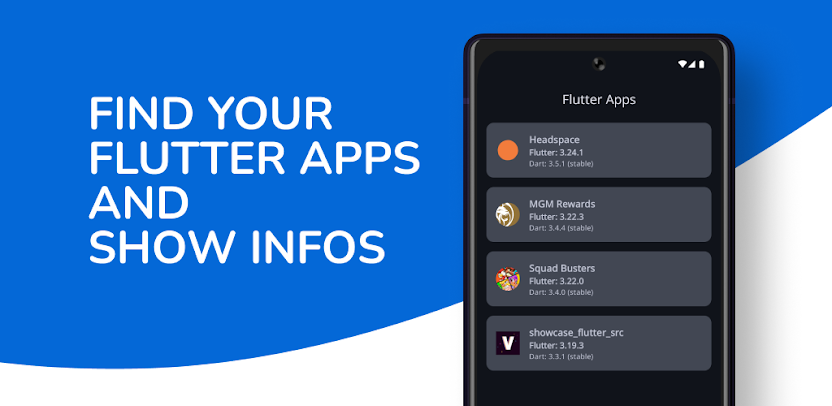 FIND YOUR
FLUTTER APPS
AND
SHOW INFOS
Flutter Apps
Headspace
Flutter: 3.24.1
Dart: 3.5.1 (stable)
MGM Rewards
Flutter: 3.22.3
Dart: 3.4.4 (stable)
Squad Busters
Flutter: 3.22.0
Dart: 3.4.0 (stable)
V
showcase_flutter_src
Flutter: 3.19.3
Dart: 3.3.1 (stable)